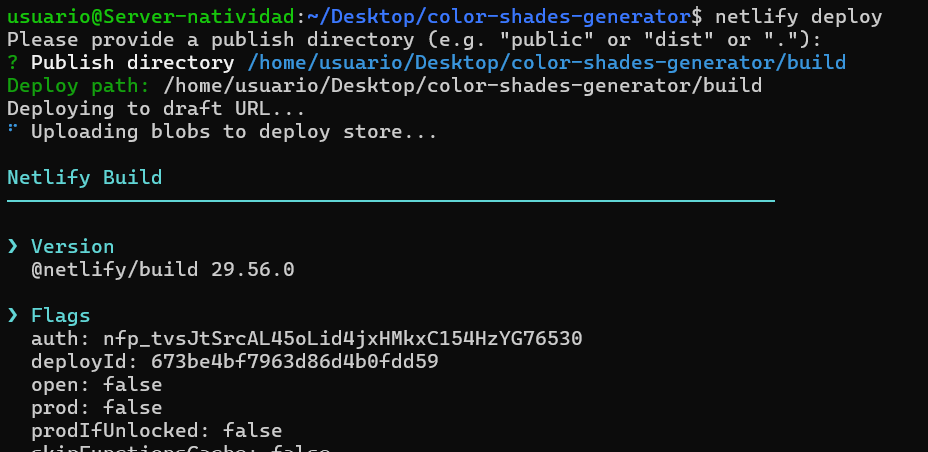 usuario@Server-natividad:~/Desktop/color-shades-generator$ netlify deploy
Please provide a publish directory (e.g. "public" or "dist" or "."):
? Publish directory /home/usuario/Desktop/color-shades-generator/build
Deploy path: /home/usuario/Desktop/color-shades-generator/build
Deploying to draft URL...
⠋ Uploading blobs to deploy store...
Netlify Build
❯ Version
@netlify/build 29.56.0
❯ Flags
auth: nfp_tvsJtSrcAL45oLid4jxHMkxC154HzYG76530
deployId: 673be4bf7963d86d4b0fdd59
open: false
prod: false
prodIfUnlocked: false
skipFunctionsCache: false